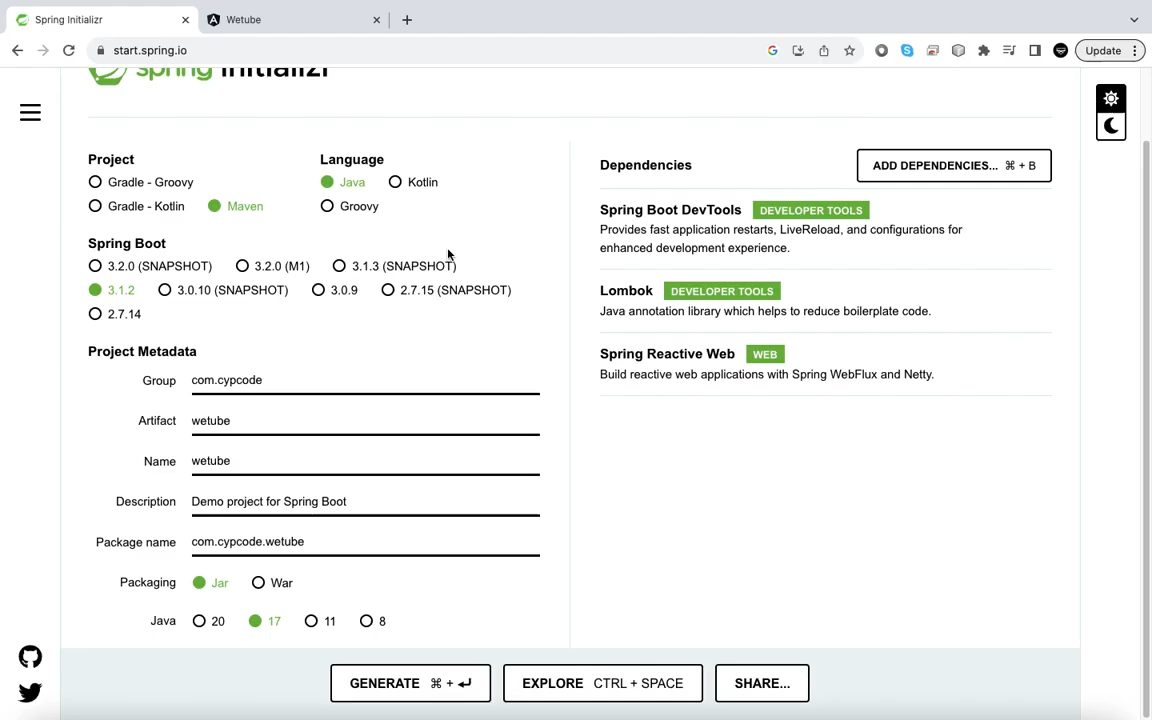 Spring Initializr
Wetube
start.spring.io
Update
spring initializr
Project
Language
Gradle - Groovy
Java
Kotlin
Gradle - Kotlin
Maven
Groovy
Spring Boot
3.2.0 (SNAPSHOT)
3.2.0 (M1)
3.1.3 (SNAPSHOT)
3.1.2
3.0.10 (SNAPSHOT)
3.0.9
2.7.15 (SNAPSHOT)
2.7.14
Project Metadata
Group com.cypcode
Artifact wetube
Name wetube
Description Demo project for Spring Boot
Package name com.cypcode.wetube
Packaging Jar War
Java 20 17 11 8
Dependencies
ADD DEPENDENCIES... ⌘ + B
Spring Boot DevTools DEVELOPER TOOLS
Provides fast application restarts, LiveReload, and configurations for
enhanced development experience.
Lombok DEVELOPER TOOLS
Java annotation library which helps to reduce boilerplate code.
Spring Reactive Web WEB
Build reactive web applications with Spring WebFlux and Netty.
GENERATE ⌘ + ↵
EXPLORE CTRL + SPACE
SHARE...